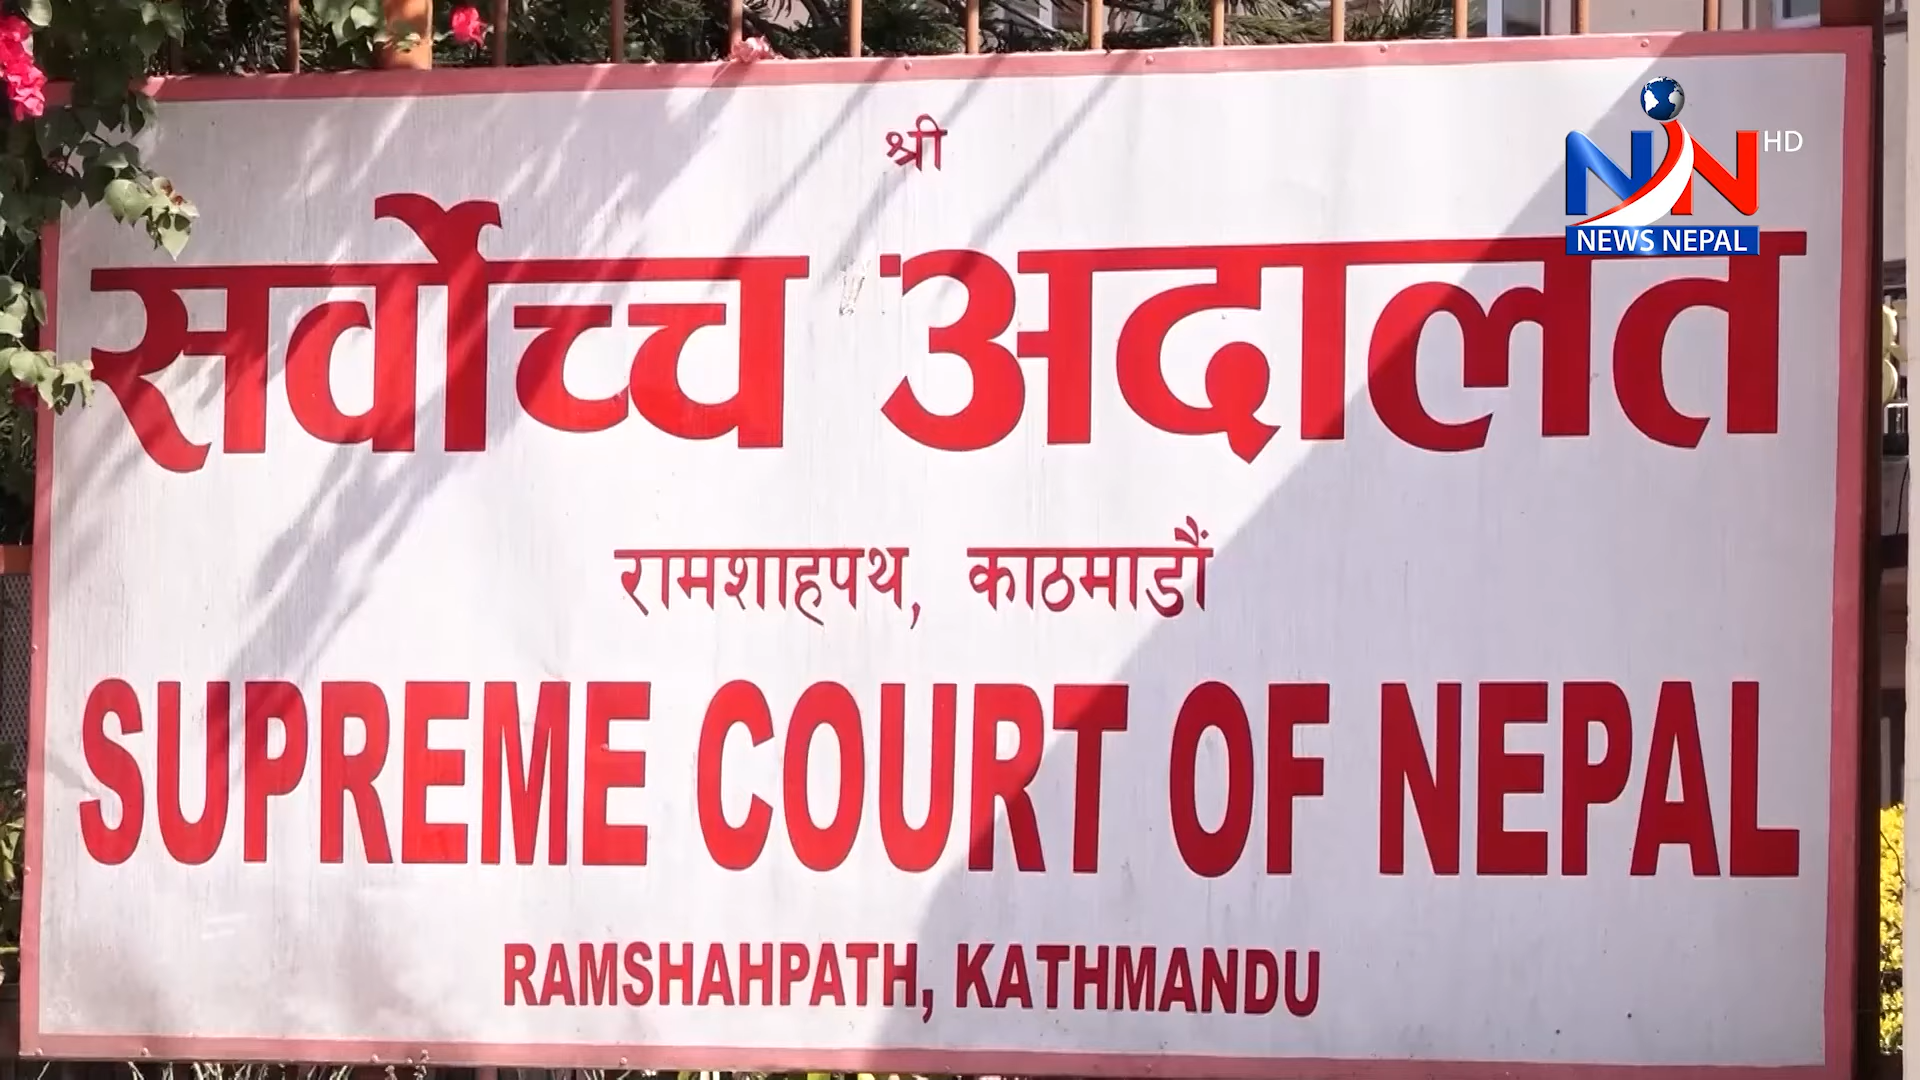 श्री
NN HD
NEWS NEPAL
सर्वोच्च अदालत
रामशाहपथ, काठमाडौं
SUPREME COURT OF NEPAL
RAMSHAHPATH, KATHMANDU